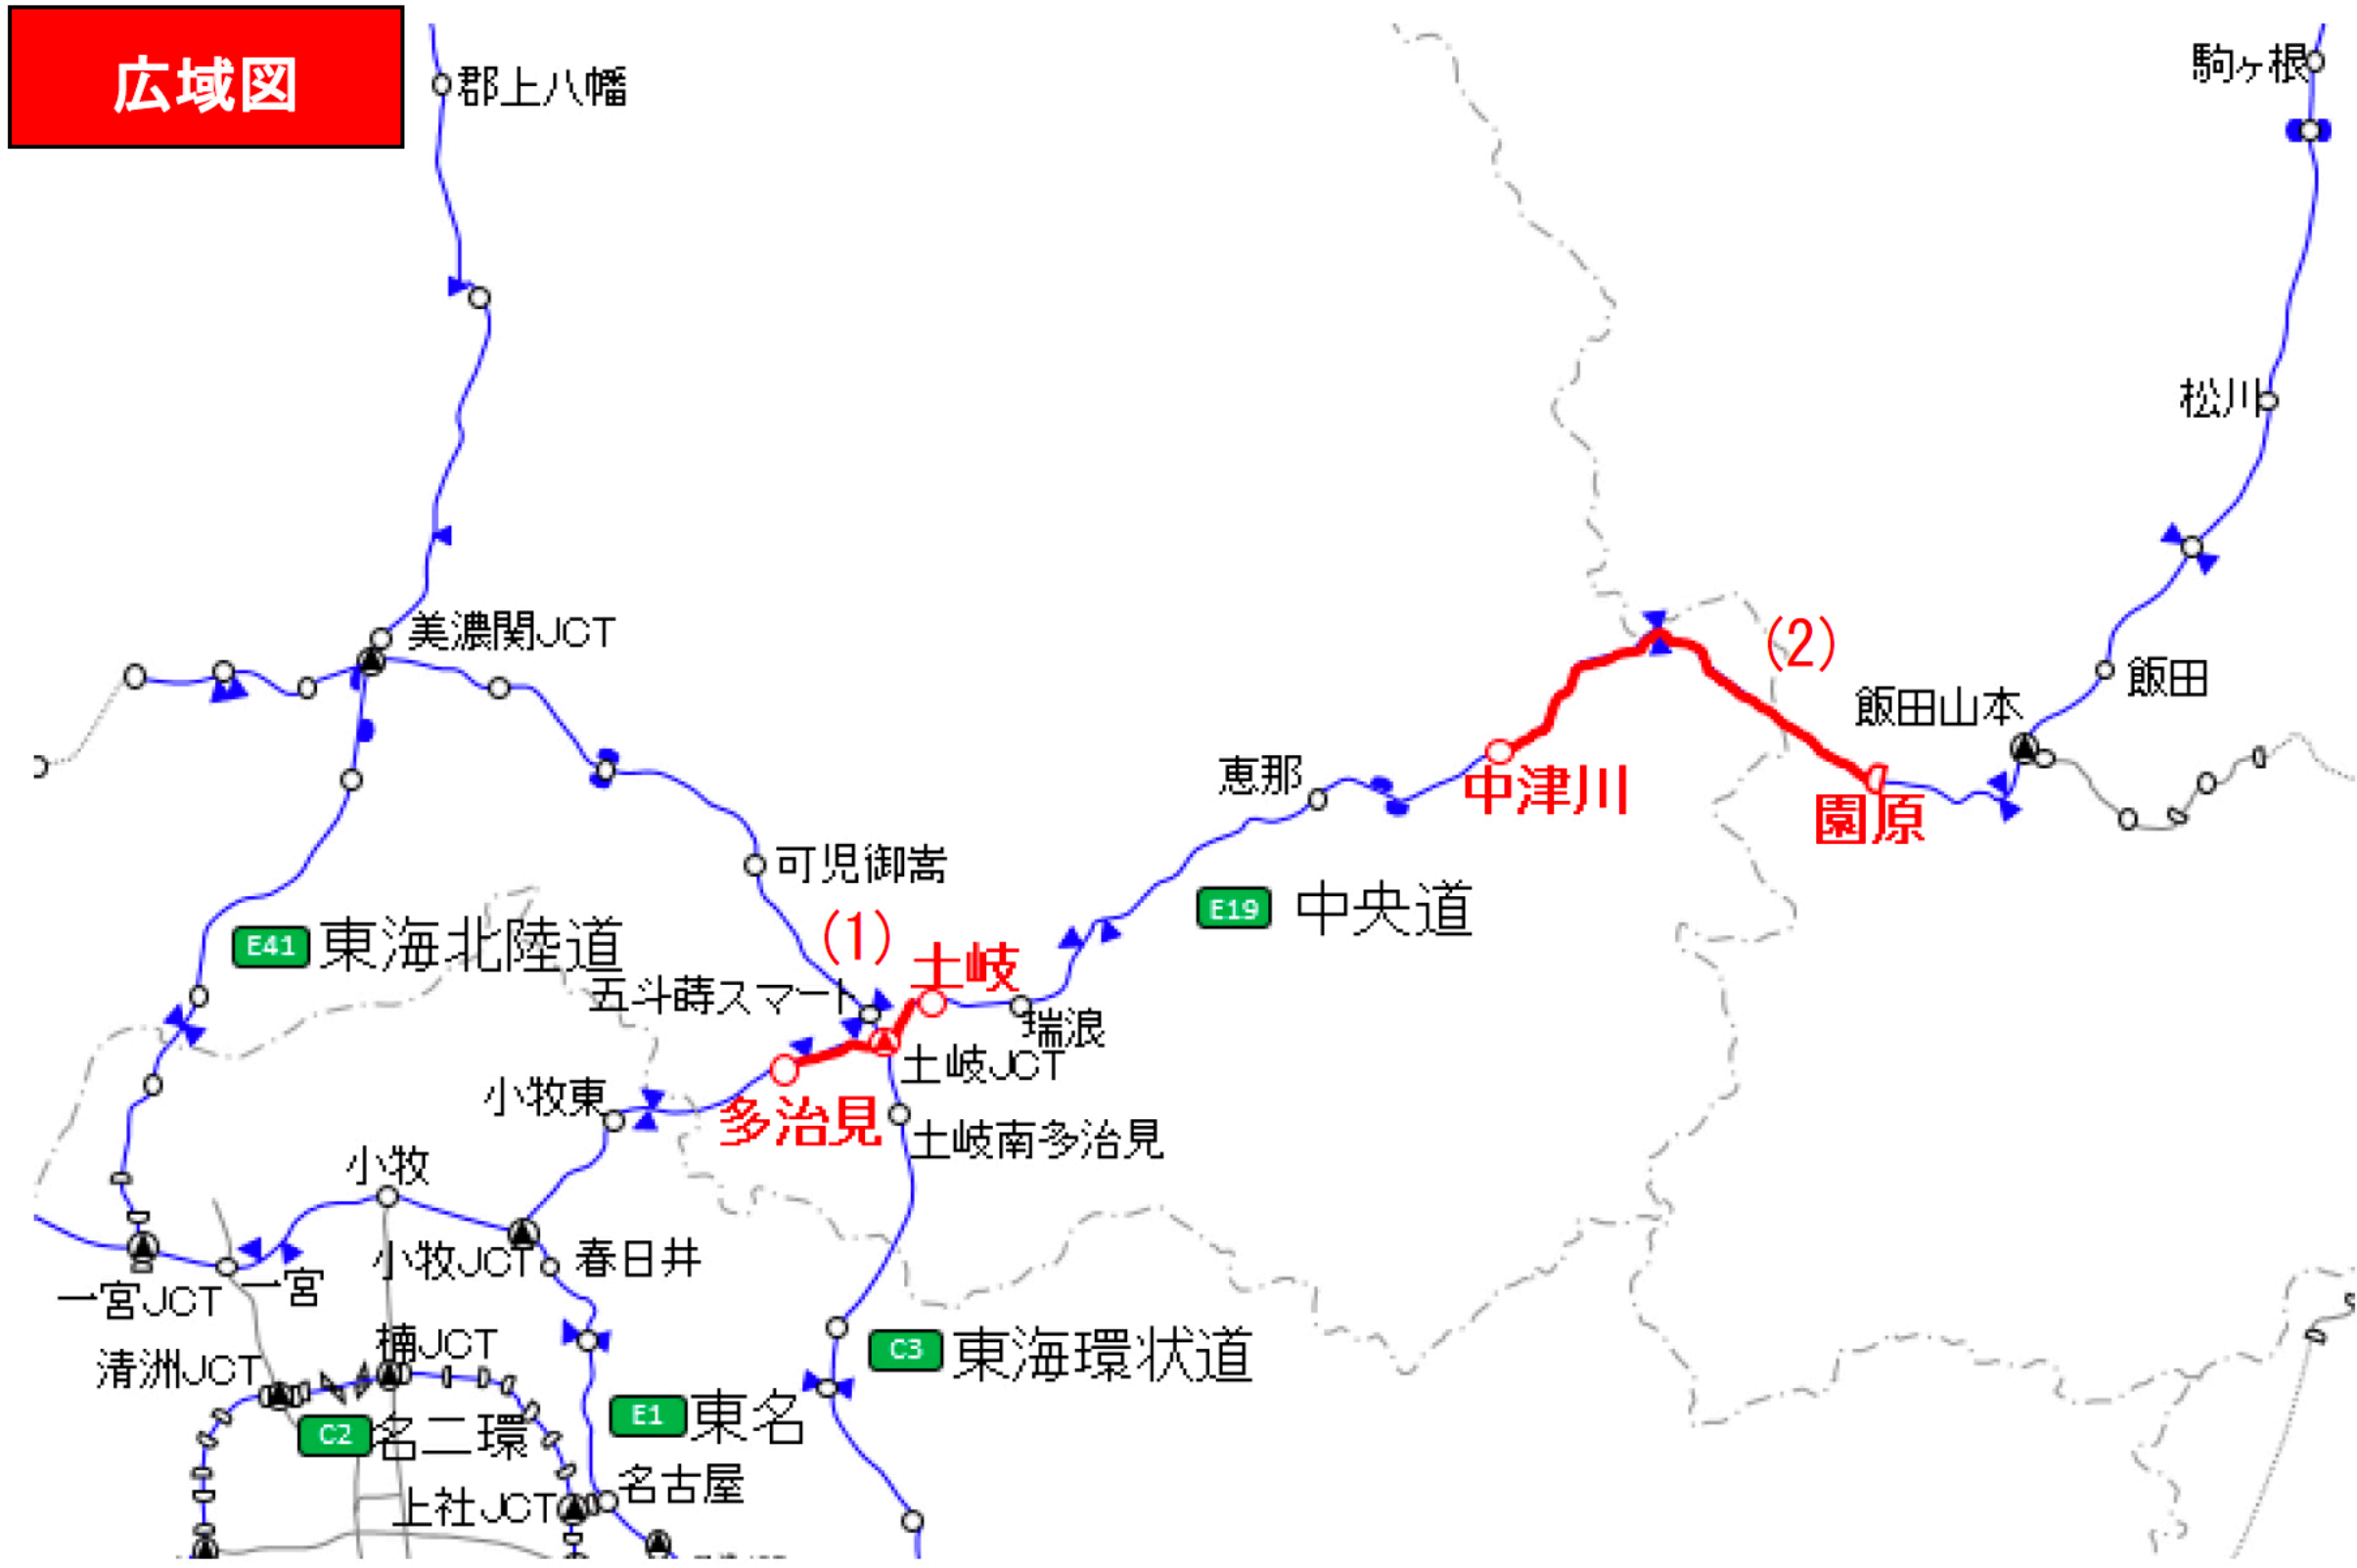 広域図
郡上八幡
駒ヶ根
松川
美濃関JCT
(2)
飯田
飯田山本
恵那
中津川
園原
可児御嵩
E19 中央道
(1)
E41 東海北陸道
土岐
五斗蒔スマート
瑞浪
土岐JCT
小牧東
多治見
土岐南多治見
小牧
小牧JCT
春日井
一宮JCT
一宮
楠JCT
清洲JCT
C3 東海環状道
E1 東名
C2 名二環
名古屋
上社JCT